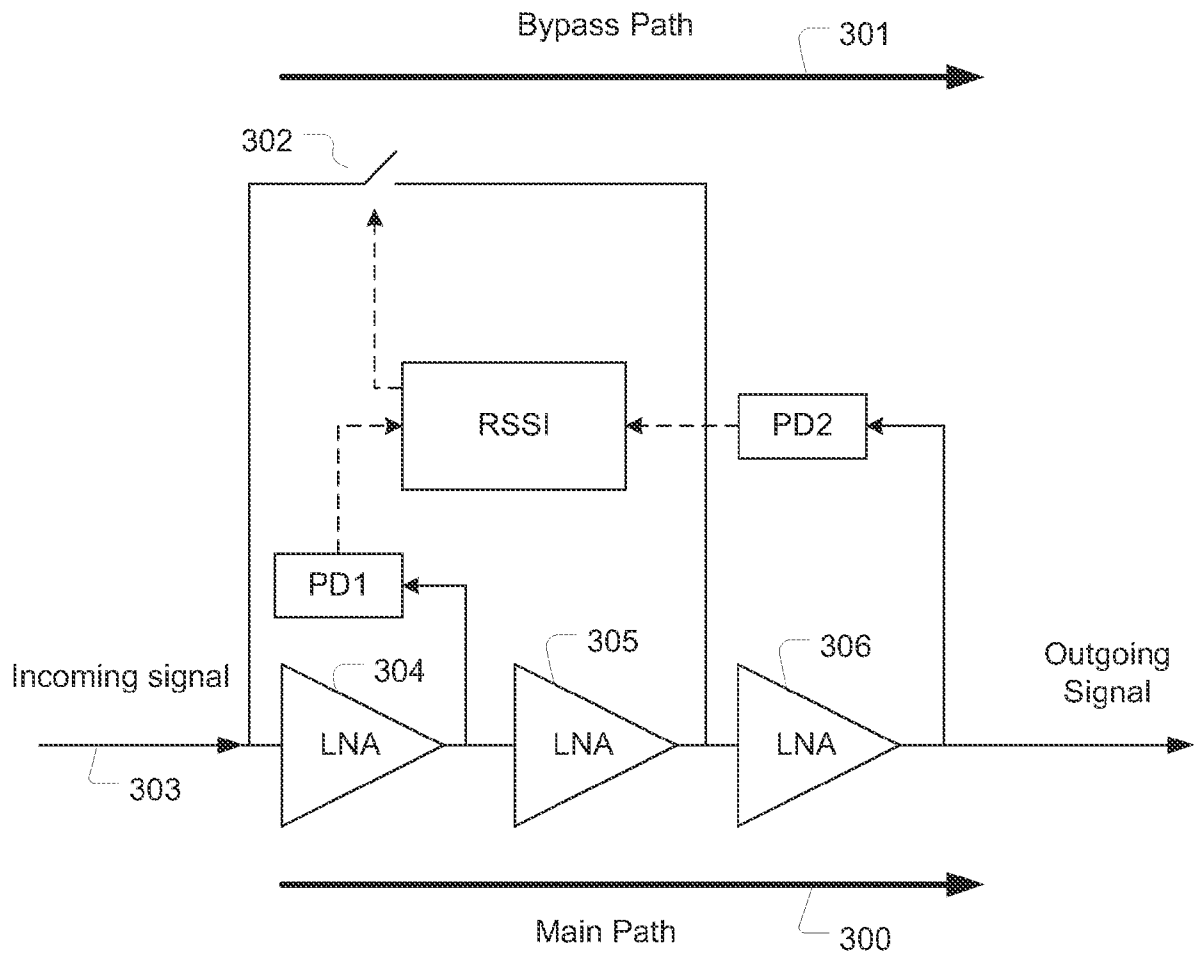 Bypass Path
301
302
RSSI
PD2
PD1
304
305
306
Incoming signal
Outgoing
Signal
LNA
LNA
LNA
303
Main Path
300